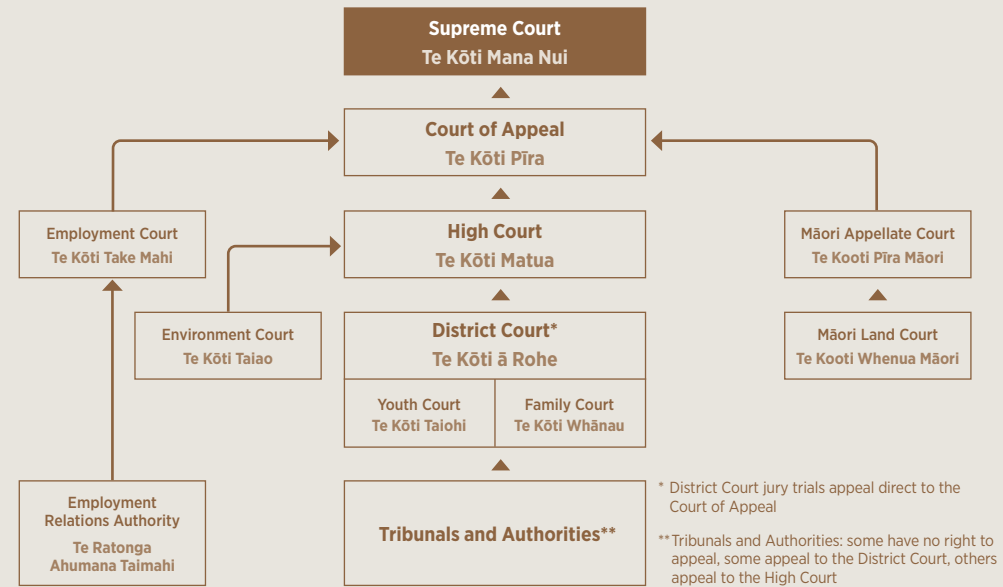 Supreme Court
Te Kōti Mana Nui
Court of Appeal
Te Kōti Pīra
Employment Court
Te Kōti Take Mahi
High Court
Te Kōti Matua
Māori Appellate Court
Te Kooti Pīra Māori
Environment Court
Te Kōti Taiao
District Court*
Te Kōti ā Rohe
Māori Land Court
Te Kooti Whenua Māori
Youth Court
Te Kōti Taiohi
Family Court
Te Kōti Whānau
Employment
Relations Authority
Te Ratonga
Ahumana Taimahi
Tribunals and Authorities**
* District Court jury trials appeal direct to the
Court of Appeal
**Tribunals and Authorities: some have no right to
appeal, some appeal to the District Court, others
appeal to the High Court